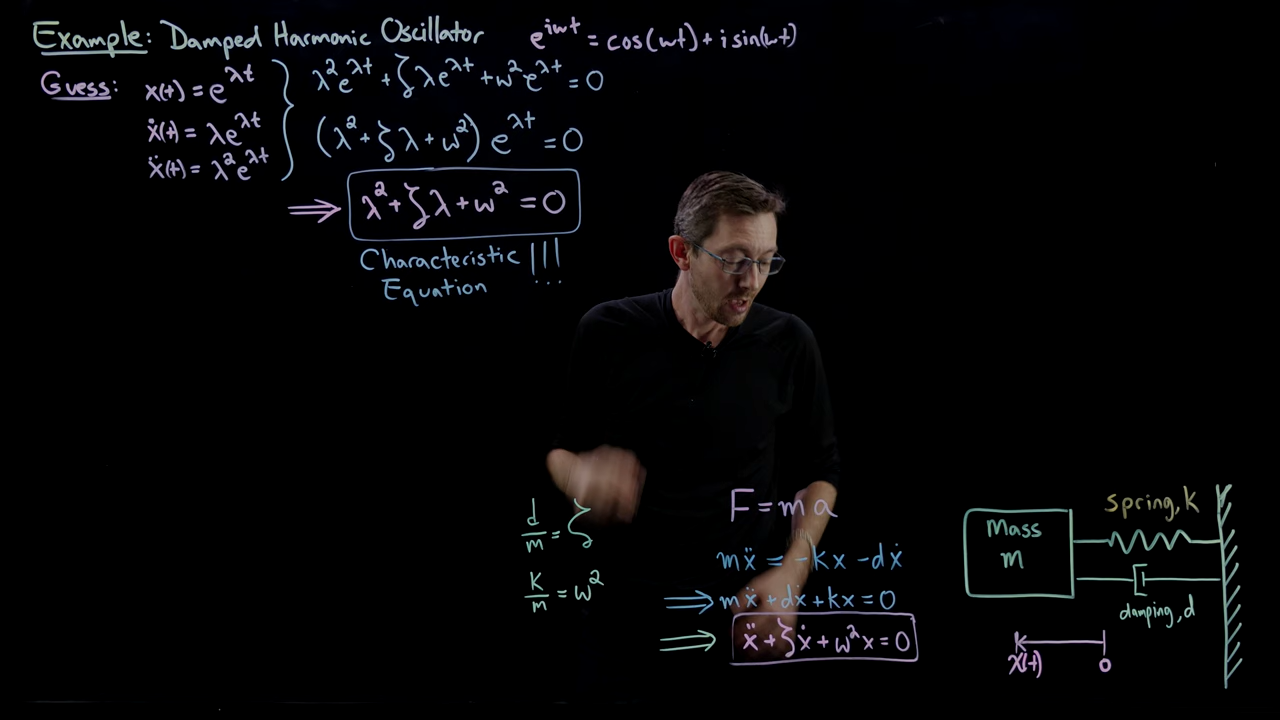 Example: Damped Harmonic Oscillator
e^{iωt} = cos(ωt) + i sin(ωt)
Guess: x(t) = e^{λt}
ẋ(t) = λe^{λt}
ẍ(t) = λ²e^{λt}
λ²e^{λt} + ζλe^{λt} + ω²e^{λt} = 0
(λ² + ζλ + ω²) e^{λt} = 0
⇒ λ² + ζλ + ω² = 0
Characteristic !!!
Equation
d/m = ζ
k/m = ω²
F = ma
mẍ = -kx - dẋ
⇒ mẍ + dẋ + kx = 0
⇒ ẍ + ζẋ + ω²x = 0
Mass
m
spring, k
damping, d
x(t)
0